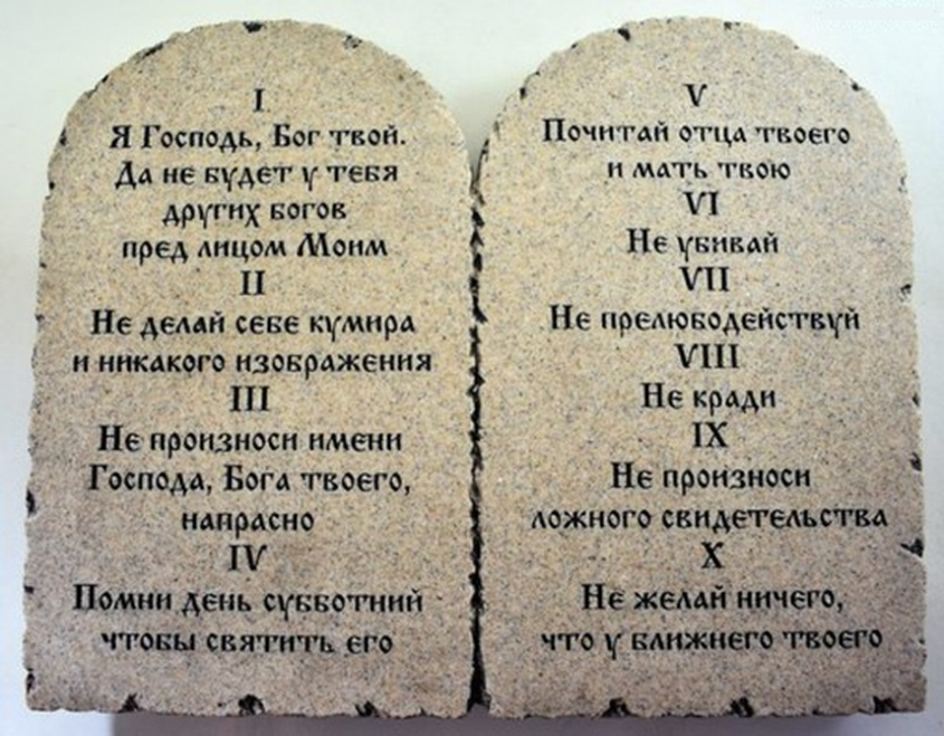 I
Я Господь, Бог твой.
Да не будет у тебя
других богов
пред лицом Моим
II
Не делай себе кумира
и никакого изображения
III
Не произноси имени
Господа, Бога твоего,
напрасно
IV
Помни день субботний
чтобы святить его
V
Почитай отца твоего
и мать твою
VI
Не убивай
VII
Не прелюбодействуй
VIII
Не кради
IX
Не произноси
ложного свидетельства
X
Не желай ничего,
что у ближнего твоего